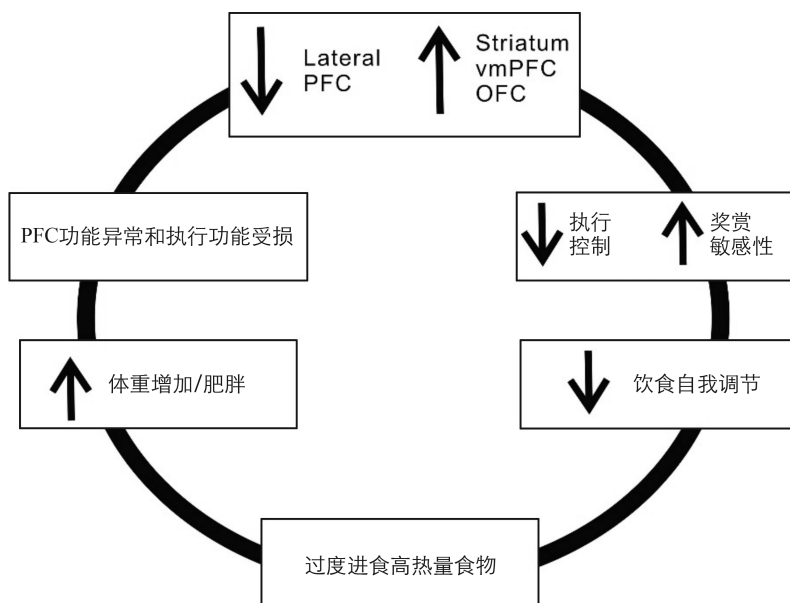 Lateral
PFC
Striatum
vmPFC
OFC
PFC功能异常和执行功能受损
执行
控制
奖赏
敏感性
体重增加/肥胖
饮食自我调节
过度进食高热量食物